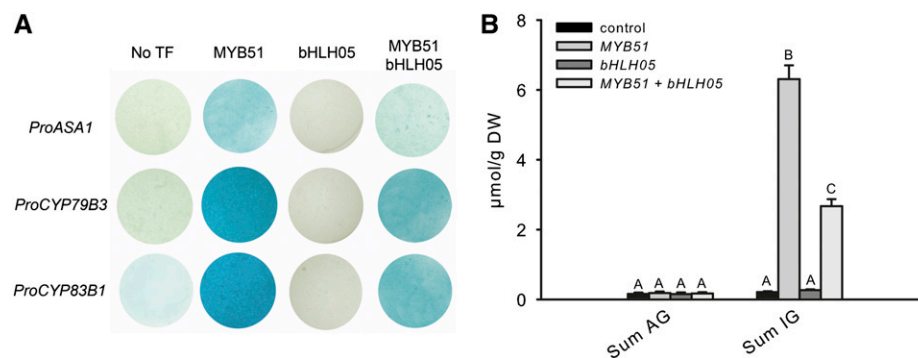 A
No TF
MYB51
bHLH05
MYB51
bHLH05
ProASA1
ProCYP79B3
ProCYP83B1
B
control
MYB51
bHLH05
MYB51 + bHLH05
μmol/g DW
8
6
4
2
0
A A A A
A
B
A
C
Sum AG
Sum IG